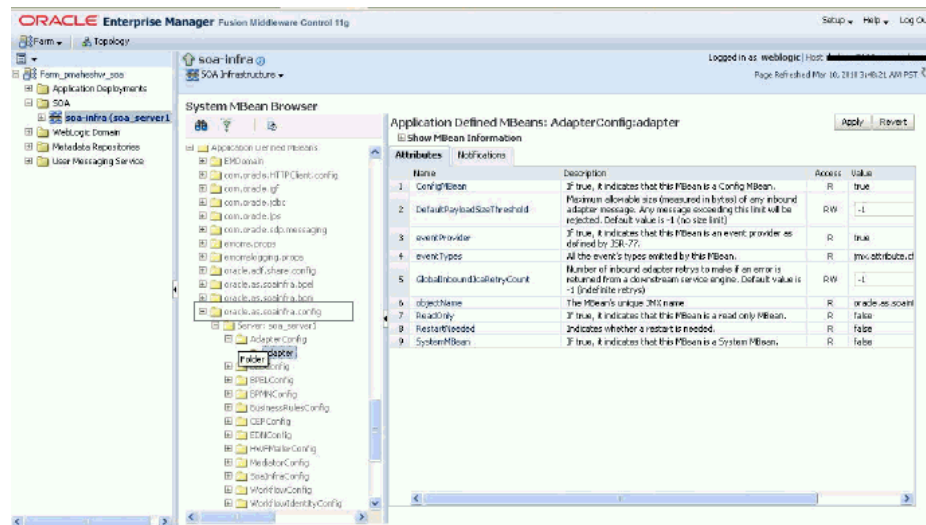 ORACLE Enterprise Manager Fusion Middleware Control 11g
Setup Help Log Ou
Farm Topology
Farm_pmaheshw_soa
Application Deployments
SOA
soa-infra (soa_server1
WebLogic Domain
Metadata Repositories
User Messaging Service
soa-infra
SOA Infrastructure
Logged in as weblogic | Host
Page Refreshed Mar 10, 2011 3:48:21 AM PST
System MBean Browser
Application Defined MBeans
EMDomain
com.oracle.HTTPClient.config
com.oracle.igf
com.oracle.jdbc
com.oracle.jps
com.oracle.sdp.messaging
emoms.props
emomslogging.props
oracle.adf.share.config
oracle.as.soainfra.bpel
oracle.as.soainfra.bpm
oracle.as.soainfra.config
Server: soa_server1
AdapterConfig
adapter
Folder
BPELConfig
BPMNConfig
BusinessRulesConfig
CEPConfig
EDNConfig
HWFMailerConfig
MediatorConfig
SoaInfraConfig
WorkflowConfig
WorkflowIdentityConfig
Application Defined MBeans: AdapterConfig:adapter
Apply Revert
Show MBean Information
Attributes Notifications
Name Description Access Value
1 ConfigMBean If true, it indicates that this MBean is a Config MBean. R true
2 DefaultPayloadSizeThreshold Maximum allowable size (measured in bytes) of any inbound adapter message. Any message exceeding this limit will be rejected. Default value is -1 (no size limit) RW -1
3 eventProvider If true, it indicates that this MBean is an event provider as defined by JSR-77. R true
4 eventTypes All the event's types emitted by this MBean. R jmx.attribute.cl
5 GlobalInboundJcaRetryCount Number of inbound adapter retrys to make if an error is returned from a downstream service engine. Default value is -1 (indefinite retrys) RW -1
6 objectName The MBean's unique JMX name R oracle.as.soainf
7 ReadOnly If true, it indicates that this MBean is a read only MBean. R false
8 RestartNeeded Indicates whether a restart is needed. R false
9 SystemMBean If true, it indicates that this MBean is a System MBean. R false